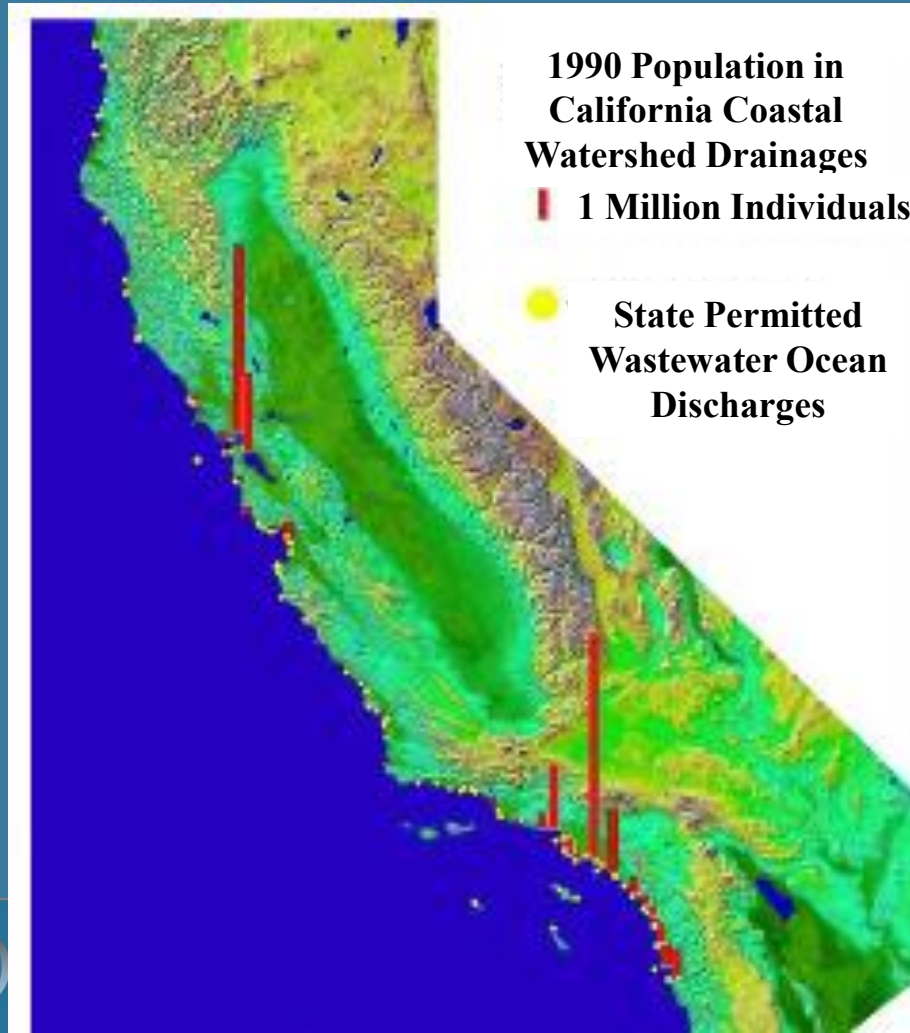 1990 Population in
California Coastal
Watershed Drainages
1 Million Individuals
State Permitted
Wastewater Ocean
Discharges